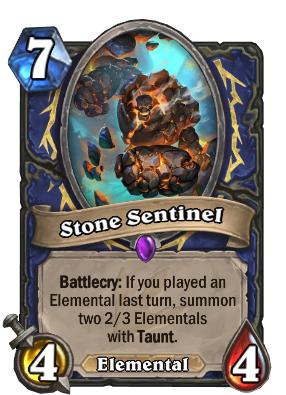 7
Stone Sentinel
Battlecry: If you played an
Elemental last turn, summon
two 2/3 Elementals
with Taunt.
4
Elemental
4